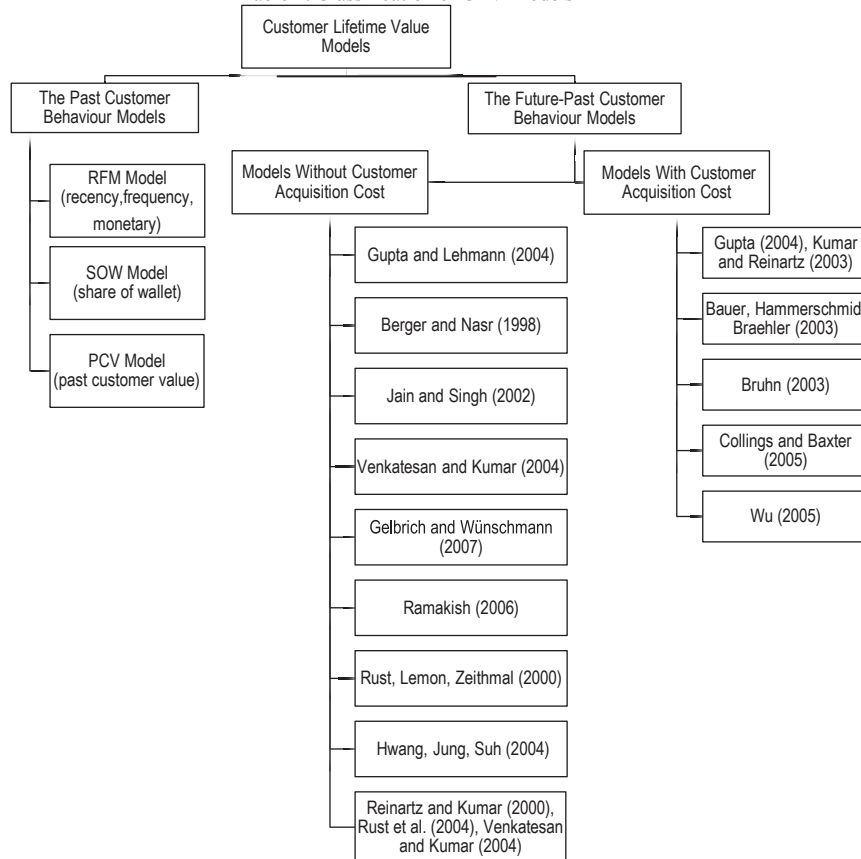 Customer Lifetime Value
Models
The Past Customer
Behaviour Models
The Future-Past Customer
Behaviour Models
RFM Model
(recency,frequency,
monetary)
SOW Model
(share of wallet)
PCV Model
(past customer value)
Models Without Customer
Acquisition Cost
Gupta and Lehmann (2004)
Berger and Nasr (1998)
Jain and Singh (2002)
Venkatesan and Kumar (2004)
Gelbrich and Wünschmann
(2007)
Ramakish (2006)
Rust, Lemon, Zeithmal (2000)
Hwang, Jung, Suh (2004)
Reinartz and Kumar (2000),
Rust et al. (2004), Venkatesan
and Kumar (2004)
Models With Customer
Acquisition Cost
Gupta (2004), Kumar
and Reinartz (2003)
Bauer, Hammerschmid
Braehler (2003)
Bruhn (2003)
Collings and Baxter
(2005)
Wu (2005)